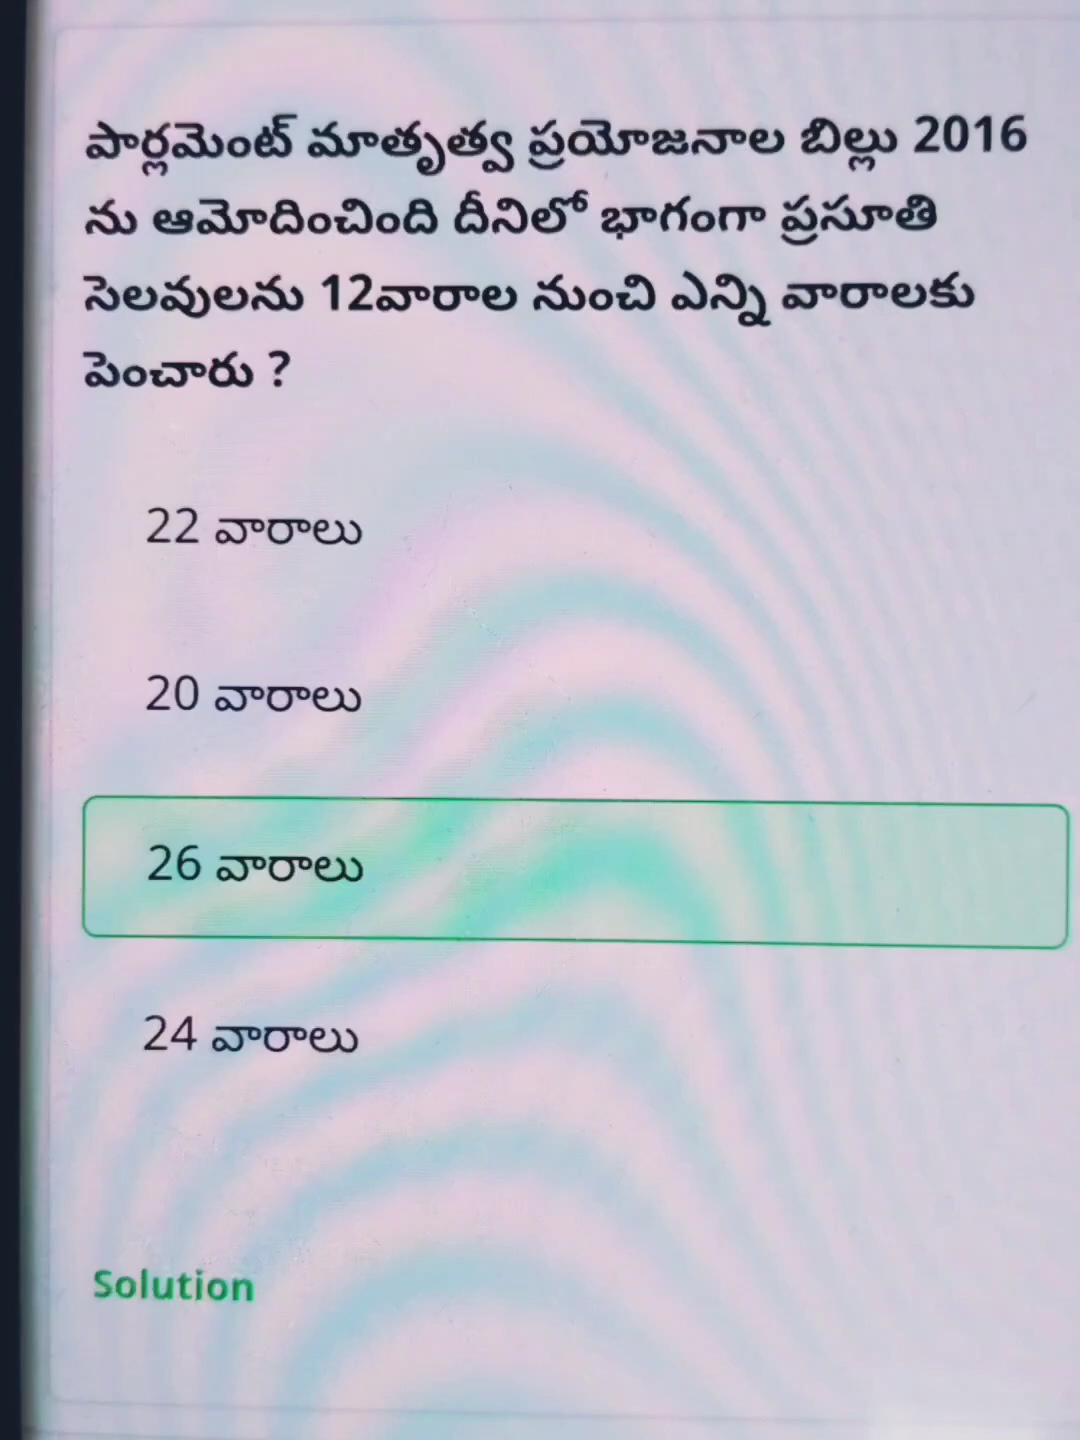 పార్లమెంట్ మాతృత్వ ప్రయోజనాల బిల్లు 2016
ను ఆమోదించింది దీనిలో భాగంగా ప్రసూతి
సెలవులను 12వారాల నుంచి ఎన్ని వారాలకు
పెంచారు ?
22 వారాలు
20 వారాలు
26 వారాలు
24 వారాలు
Solution